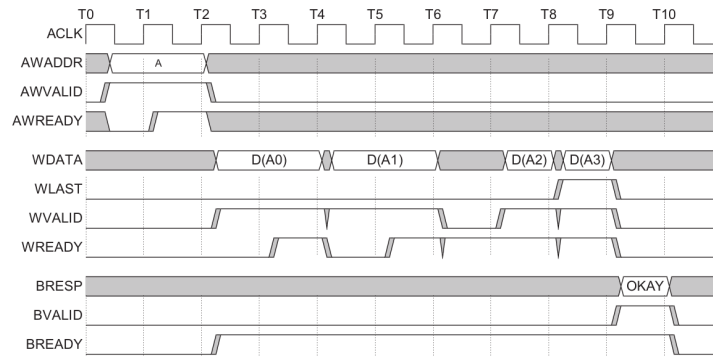 T0 T1 T2 T3 T4 T5 T6 T7 T8 T9 T10
ACLK
AWADDR A
AWVALID
AWREADY
WDATA D(A0) D(A1) D(A2) D(A3)
WLAST
WVALID
WREADY
BRESP OKAY
BVALID
BREADY